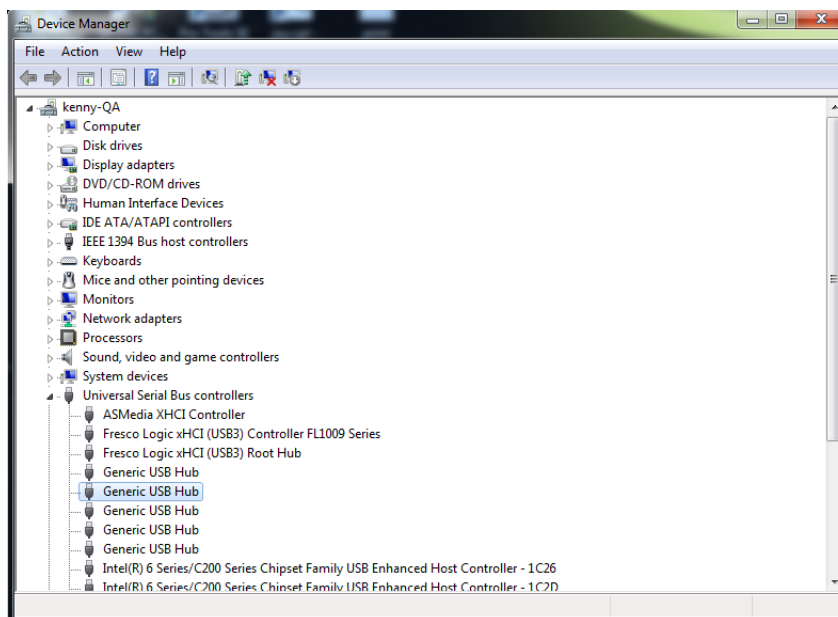 Device Manager
File Action View Help
kenny-QA
Computer
Disk drives
Display adapters
DVD/CD-ROM drives
Human Interface Devices
IDE ATA/ATAPI controllers
IEEE 1394 Bus host controllers
Keyboards
Mice and other pointing devices
Monitors
Network adapters
Processors
Sound, video and game controllers
System devices
Universal Serial Bus controllers
ASMedia XHCI Controller
Fresco Logic xHCI (USB3) Controller FL1009 Series
Fresco Logic xHCI (USB3) Root Hub
Generic USB Hub
Generic USB Hub
Generic USB Hub
Generic USB Hub
Generic USB Hub
Intel(R) 6 Series/C200 Series Chipset Family USB Enhanced Host Controller - 1C26
Intel(R) 6 Series/C200 Series Chipset Family USB Enhanced Host Controller - 1C2D